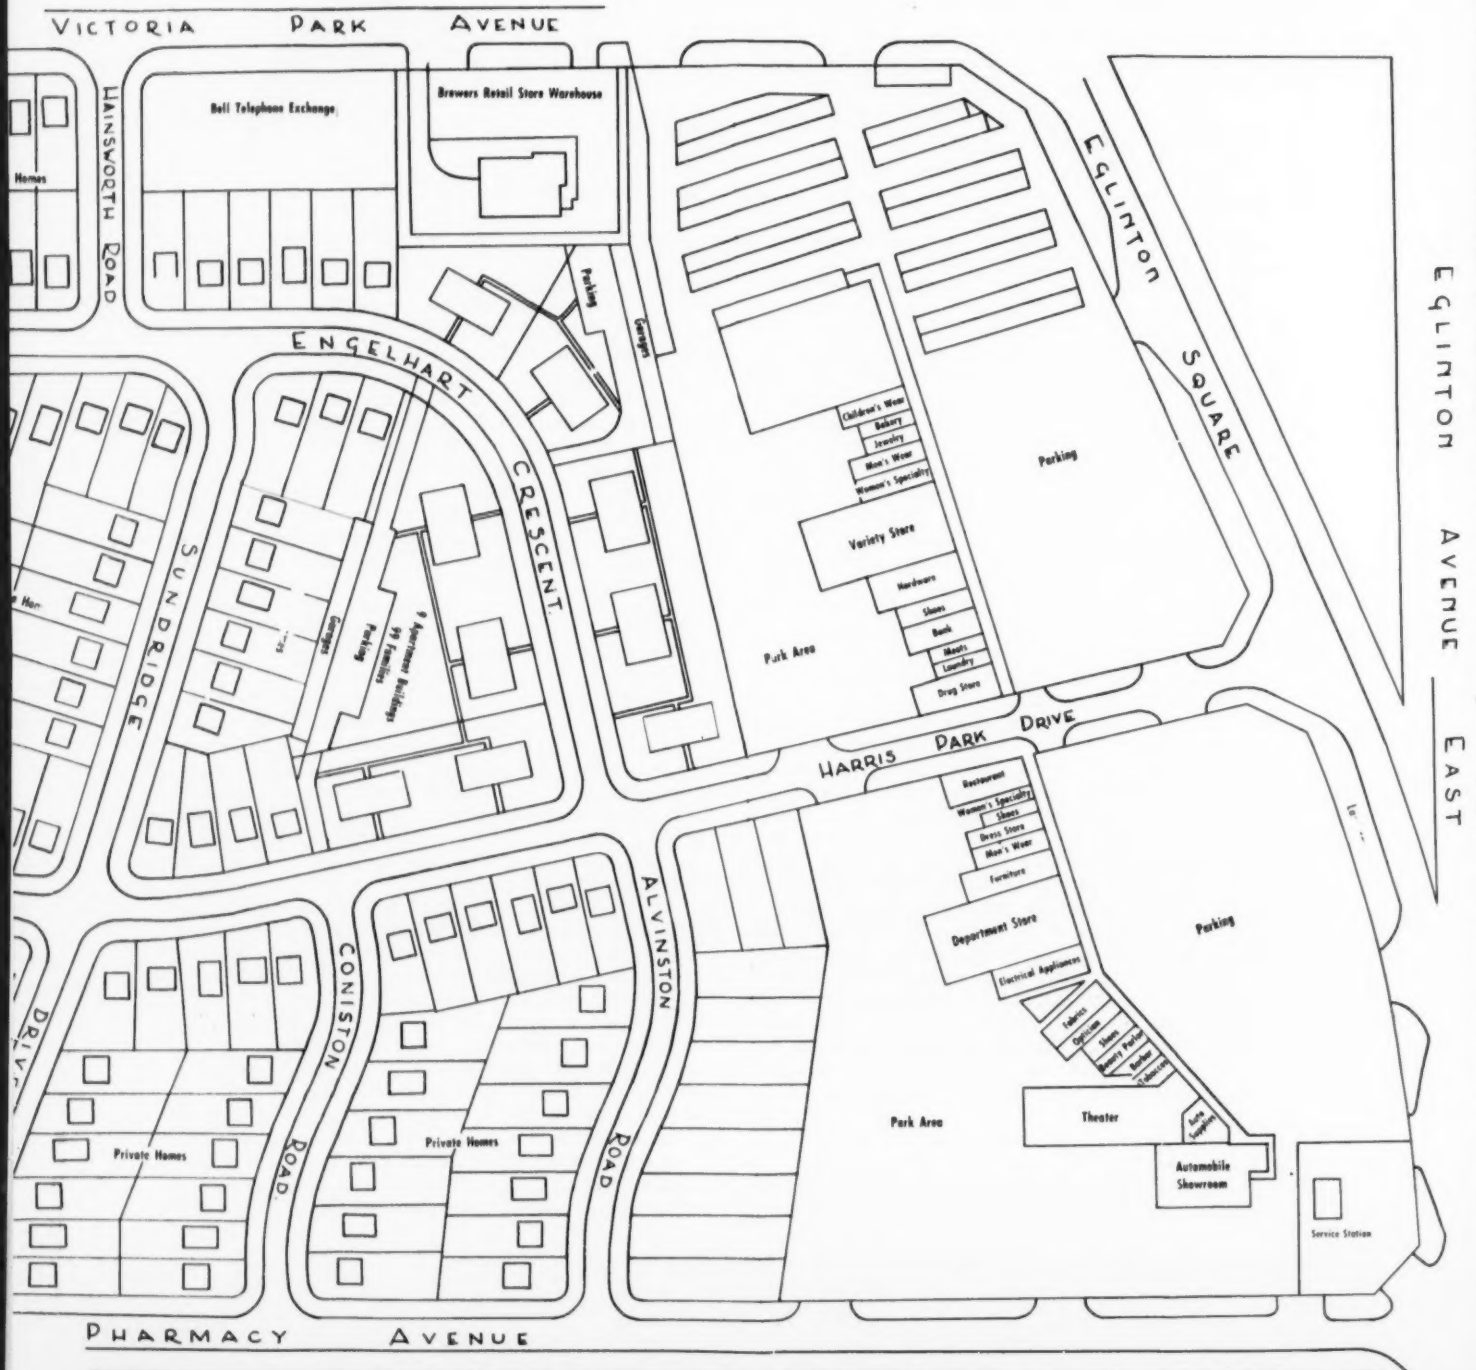 VICTORIA PARK AVENUE
HAINSWORTH ROAD
Bell Telephone Exchange
Brewers Retail Store Warehouse
Homes
EGLINTON SQUARE
EGLINTON AVENUE EAST
Parking
Garages
ENGELHART CRESCENT.
Children's Wear
Bakery
Jewelry
Men's Wear
Women's Specialty
Parking
Variety Store
Hardware
Shoes
Bank
Meats
Laundry
Drug Store
Park Area
SUNDRIDGE
Garages
Parking
9 Apartment Buildings
99 Families
HARRIS PARK DRIVE
Restaurant
Women's Specialty
Shoes
Dress Store
Men's Wear
Furniture
Department Store
Electrical Appliances
Parking
Fabrics
Optician
Shoes
Beauty Parlor
Barber
Tobaccos
Theater
Auto
Supplies
Automobile
Showroom
Service Station
Park Area
ALVINSTON ROAD
CONISTON ROAD.
Private Homes
Private Homes
PHARMACY AVENUE